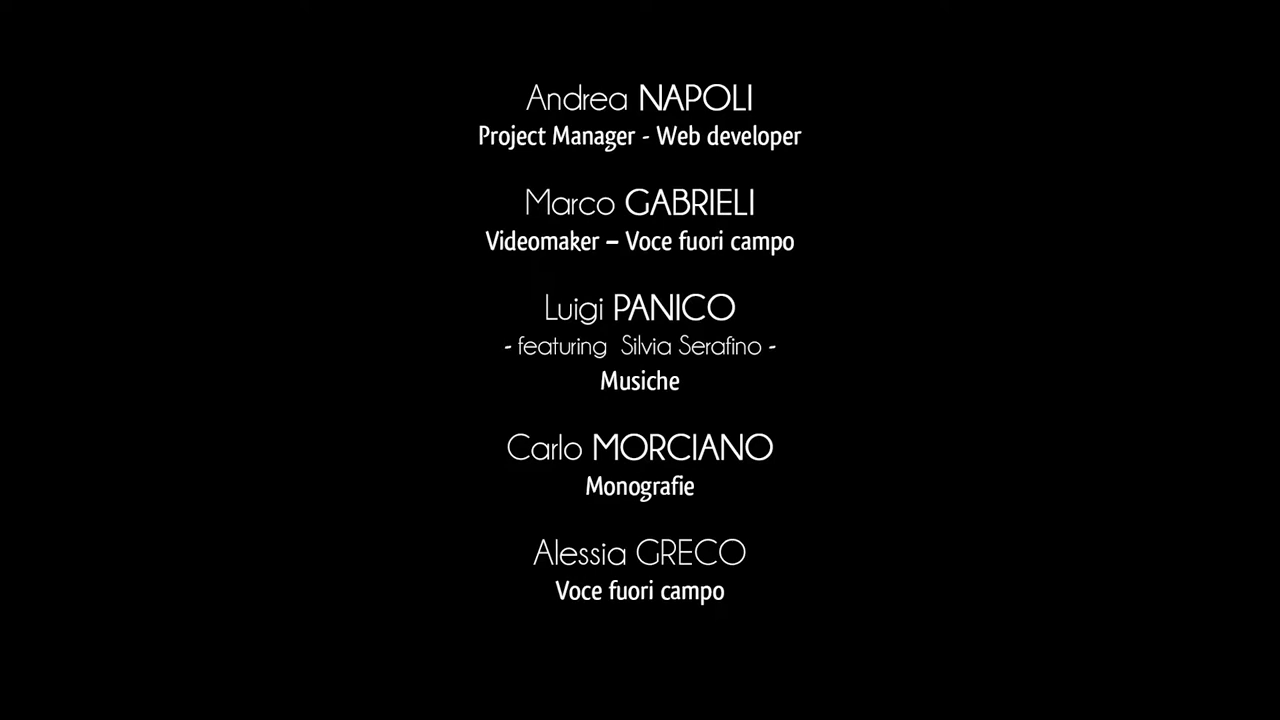 Andrea NAPOLI
Project Manager - Web developer
Marco GABRIELI
Videomaker – Voce fuori campo
Luigi PANICO
- featuring Silvia Serafino -
Musiche
Carlo MORCIANO
Monografie
Alessia GRECO
Voce fuori campo